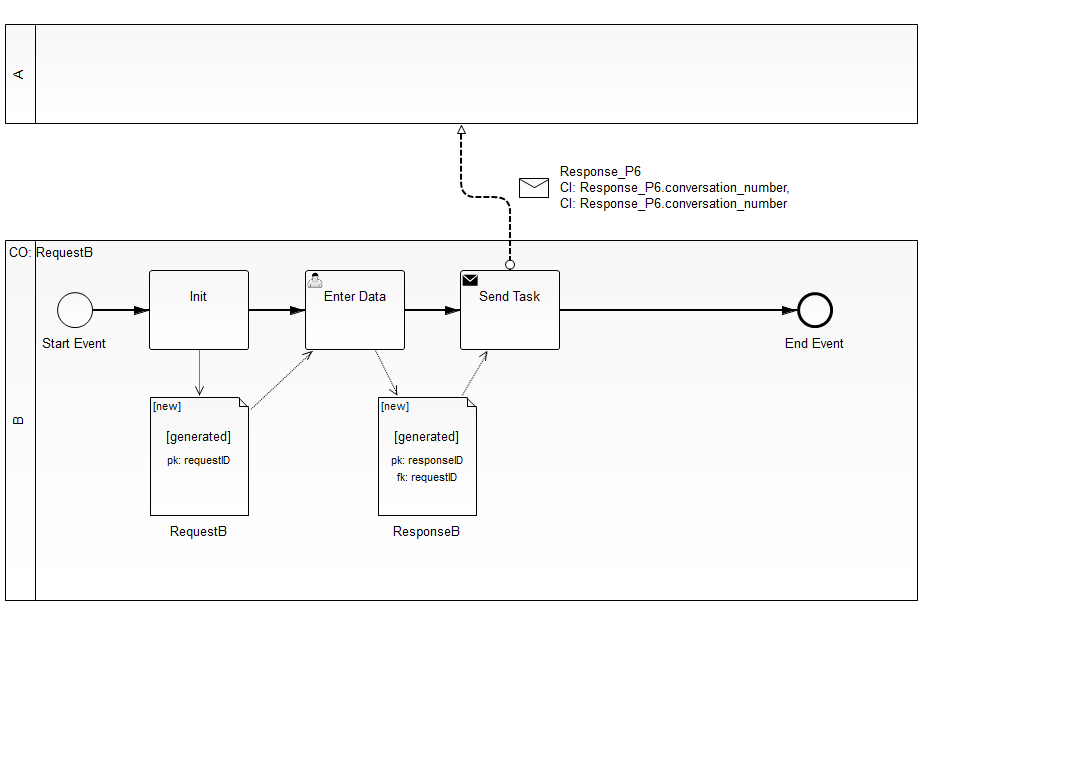 A
Response_P6
CI: Response_P6.conversation_number,
CI: Response_P6.conversation_number
CO: RequestB
Init
Enter Data
Send Task
Start Event
End Event
B
[new]
[generated]
pk: requestID
RequestB
[new]
[generated]
pk: responseID
fk: requestID
ResponseB